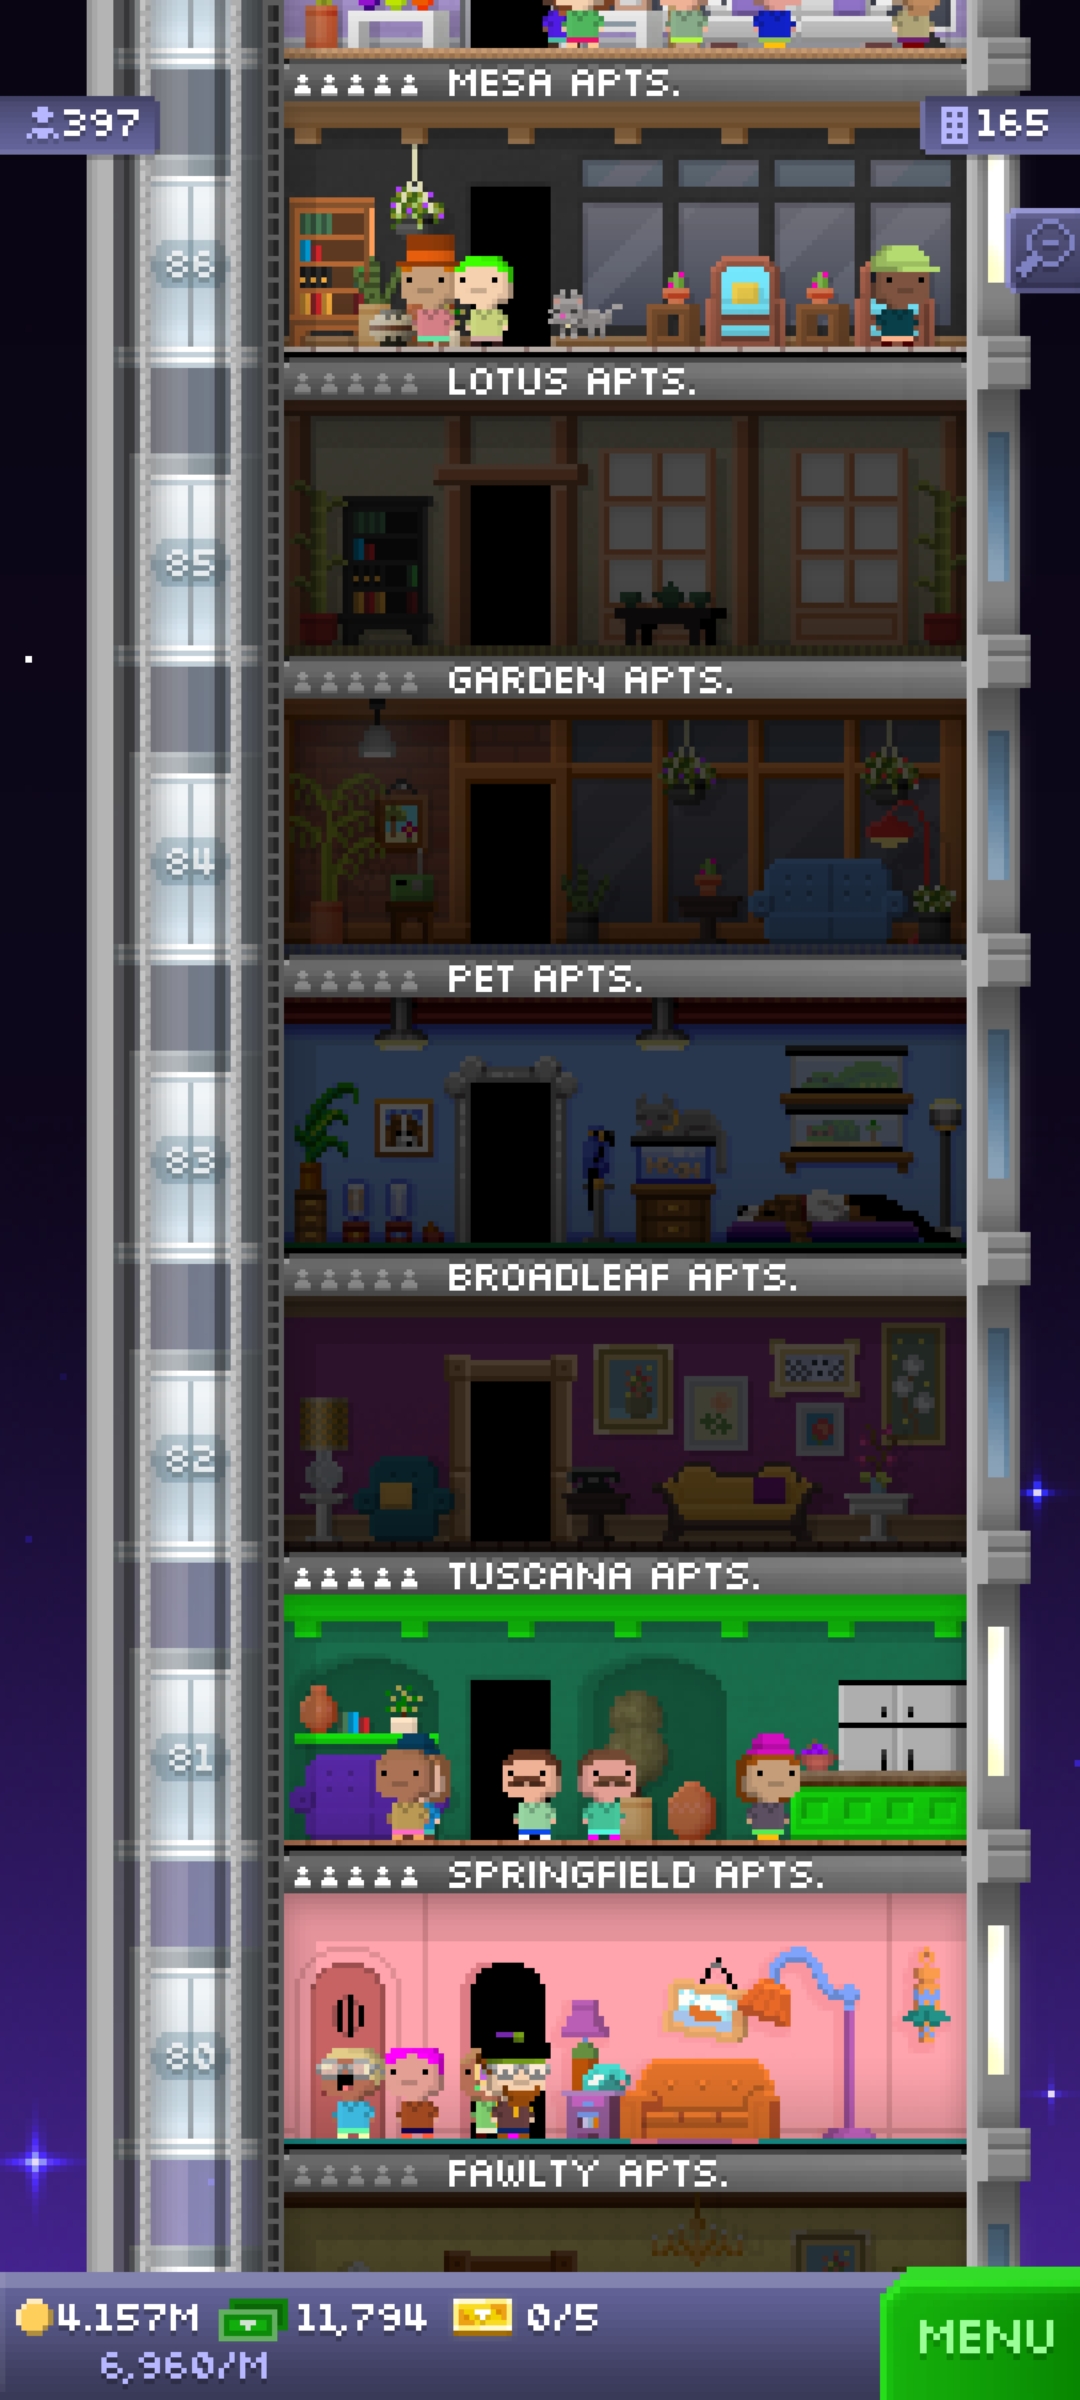 MESA APTS.
397
165
86
LOTUS APTS.
85
GARDEN APTS.
84
PET APTS.
83
BROADLEAF APTS.
82
TUSCANA APTS.
81
SPRINGFIELD APTS.
80
FAWLTY APTS.
4.157M 11,794 0/5
6,960/M
MENU